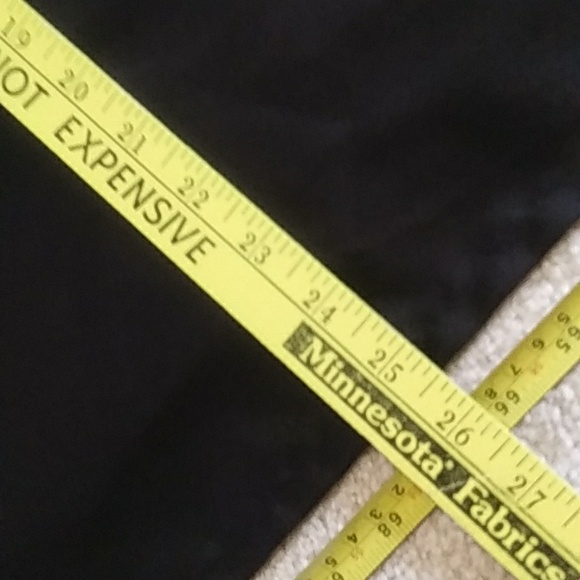 19 20 21 22 23 24 25 26 27
NOT EXPENSIVE
Minnesota Fabrics